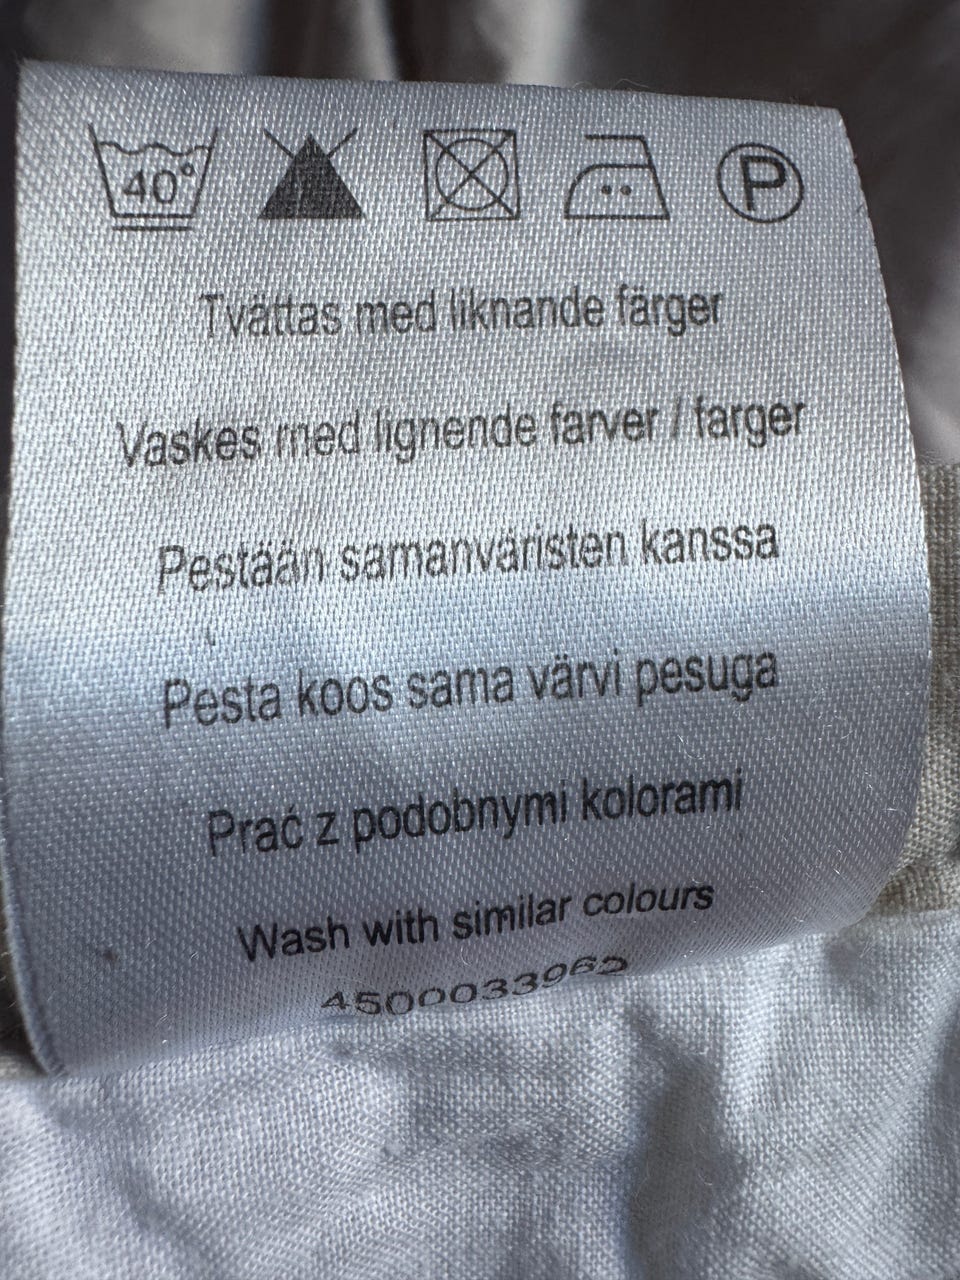 40°
P
Tvättas med liknande färger
Vaskes med lignende farver / farger
Pestään samanväristen kanssa
Pesta koos sama värvi pesuga
Prać z podobnymi kolorami
Wash with similar colours
4500033962